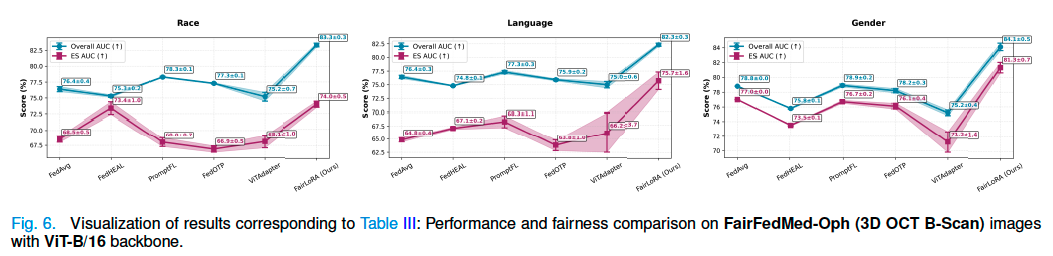 Race
Language
Gender
Overall AUC (↑)
ES AUC (↑)
Score (%)
82.5
80.0
77.5
75.0
72.5
70.0
67.5
76.4±0.4
75.3±0.2
78.3±0.1
77.3±0.1
75.2±0.7
83.3±0.3
68.5±0.5
73.4±1.0
66.9±0.5
68.1±1.0
74.0±0.5
FedAvg
FedHEAL
PromptFL
FedOTP
ViTAdapter
FairLoRA (Ours)
Overall AUC (↑)
ES AUC (↑)
Score (%)
82.5
80.0
77.5
75.0
72.5
70.0
67.5
65.0
62.5
76.4±0.3
74.8±0.1
77.3±0.3
75.9±0.2
75.0±0.6
82.3±0.3
64.8±0.4
67.1±0.2
68.3±1.1
63.8±1.0
66.2±3.7
75.7±1.6
FedAvg
FedHEAL
PromptFL
FedOTP
ViTAdapter
FairLoRA (Ours)
Overall AUC (↑)
ES AUC (↑)
Score (%)
84
82
80
78
76
74
72
70
78.8±0.0
75.8±0.1
78.9±0.2
78.2±0.3
75.2±0.4
84.1±0.5
77.0±0.0
73.5±0.1
76.7±0.2
76.1±0.4
71.2±1.4
81.3±0.7
FedAvg
FedHEAL
PromptFL
FedOTP
ViTAdapter
FairLoRA (Ours)
Fig. 6. Visualization of results corresponding to Table III: Performance and fairness comparison on FairFedMed-Oph (3D OCT B-Scan) images
with ViT-B/16 backbone.